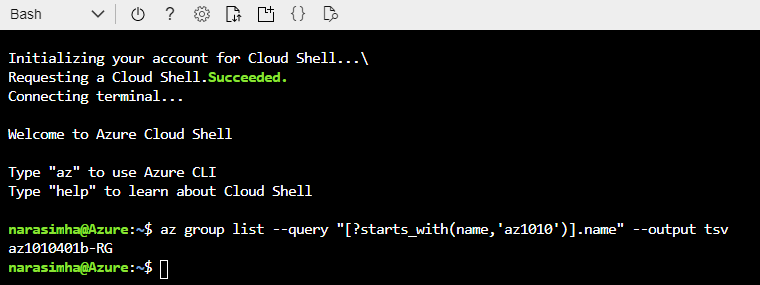 Bash
Initializing your account for Cloud Shell...\
Requesting a Cloud Shell.Succeeded.
Connecting terminal...
Welcome to Azure Cloud Shell
Type "az" to use Azure CLI
Type "help" to learn about Cloud Shell
narasimha@Azure:~$ az group list --query "[?starts_with(name,'az1010')].name" --output tsv
az1010401b-RG
narasimha@Azure:~$